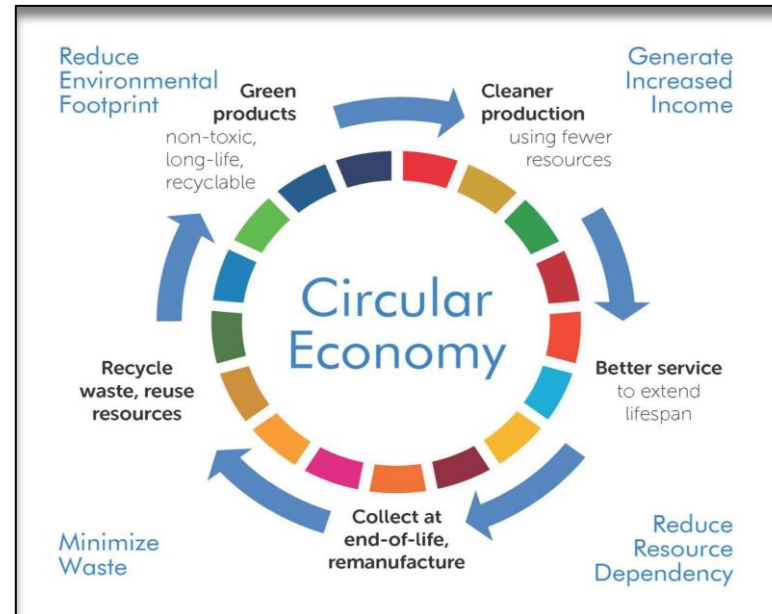 Reduce
Environmental
Footprint
Generate
Increased
Income
Green
products
non-toxic,
long-life,
recyclable
Cleaner
production
using fewer
resources
Circular
Economy
Recycle
waste, reuse
resources
Better service
to extend
lifespan
Collect at
end-of-life,
remanufacture
Minimize
Waste
Reduce
Resource
Dependency